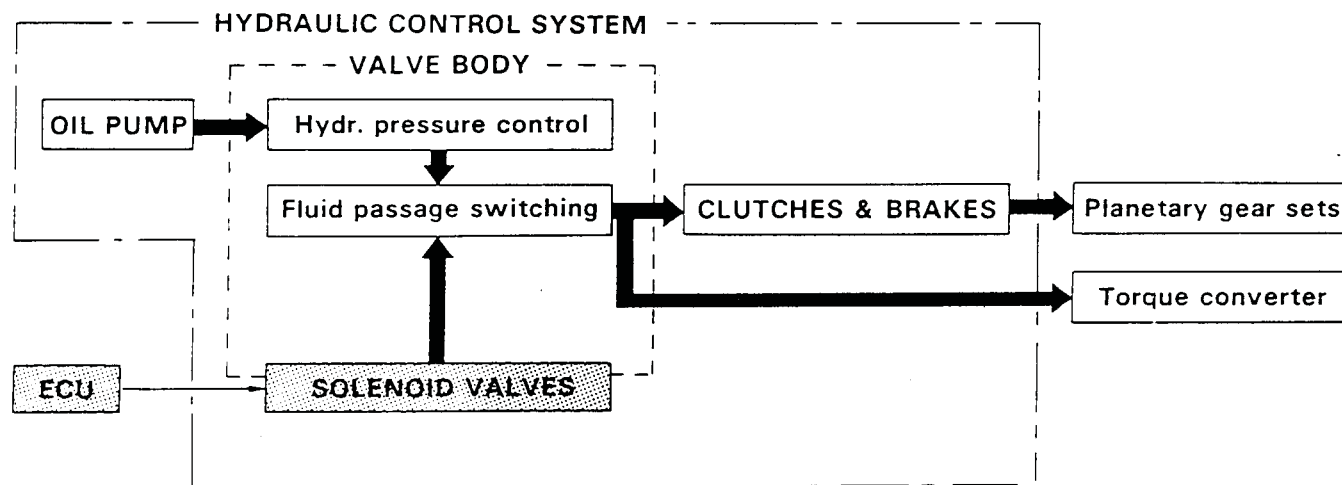 HYDRAULIC CONTROL SYSTEM
VALVE BODY
OIL PUMP
Hydr. pressure control
Fluid passage switching
CLUTCHES & BRAKES
Planetary gear sets
Torque converter
ECU
SOLENOID VALVES